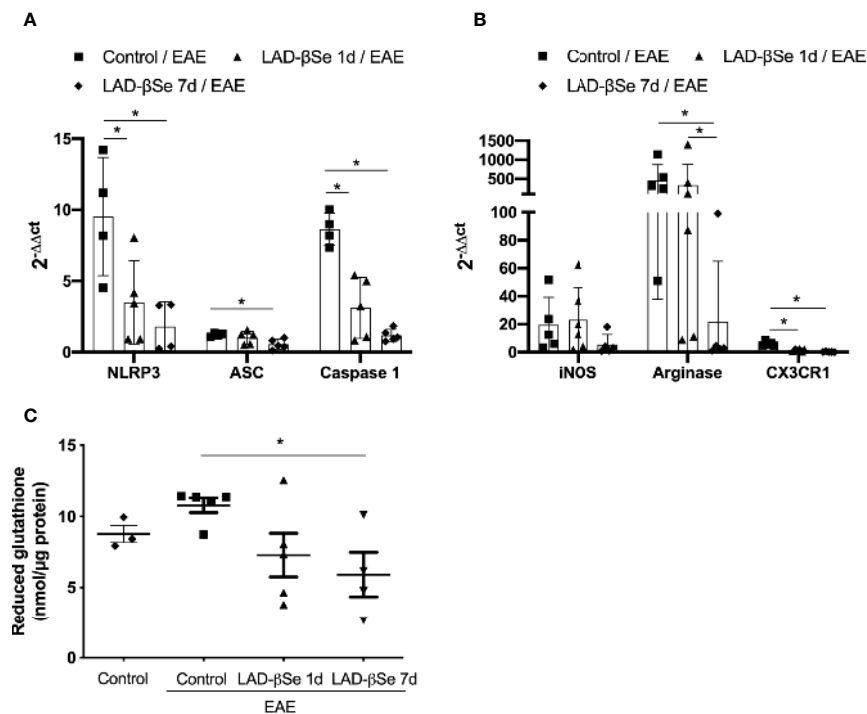 A
■ Control / EAE ▲ LAD-βSe 1d / EAE
◆ LAD-βSe 7d / EAE
2^-ΔΔct
15
10
5
0
*
*
*
*
*
NLRP3 ASC Caspase 1
B
■ Control / EAE ▲ LAD-βSe 1d / EAE
◆ LAD-βSe 7d / EAE
2^-ΔΔct
1500
1000
500
100
80
60
40
20
0
*
*
*
*
iNOS Arginase CX3CR1
C
Reduced glutathione
(nmol/µg protein)
15
10
5
0
*
Control Control LAD-βSe 1d LAD-βSe 7d
EAE